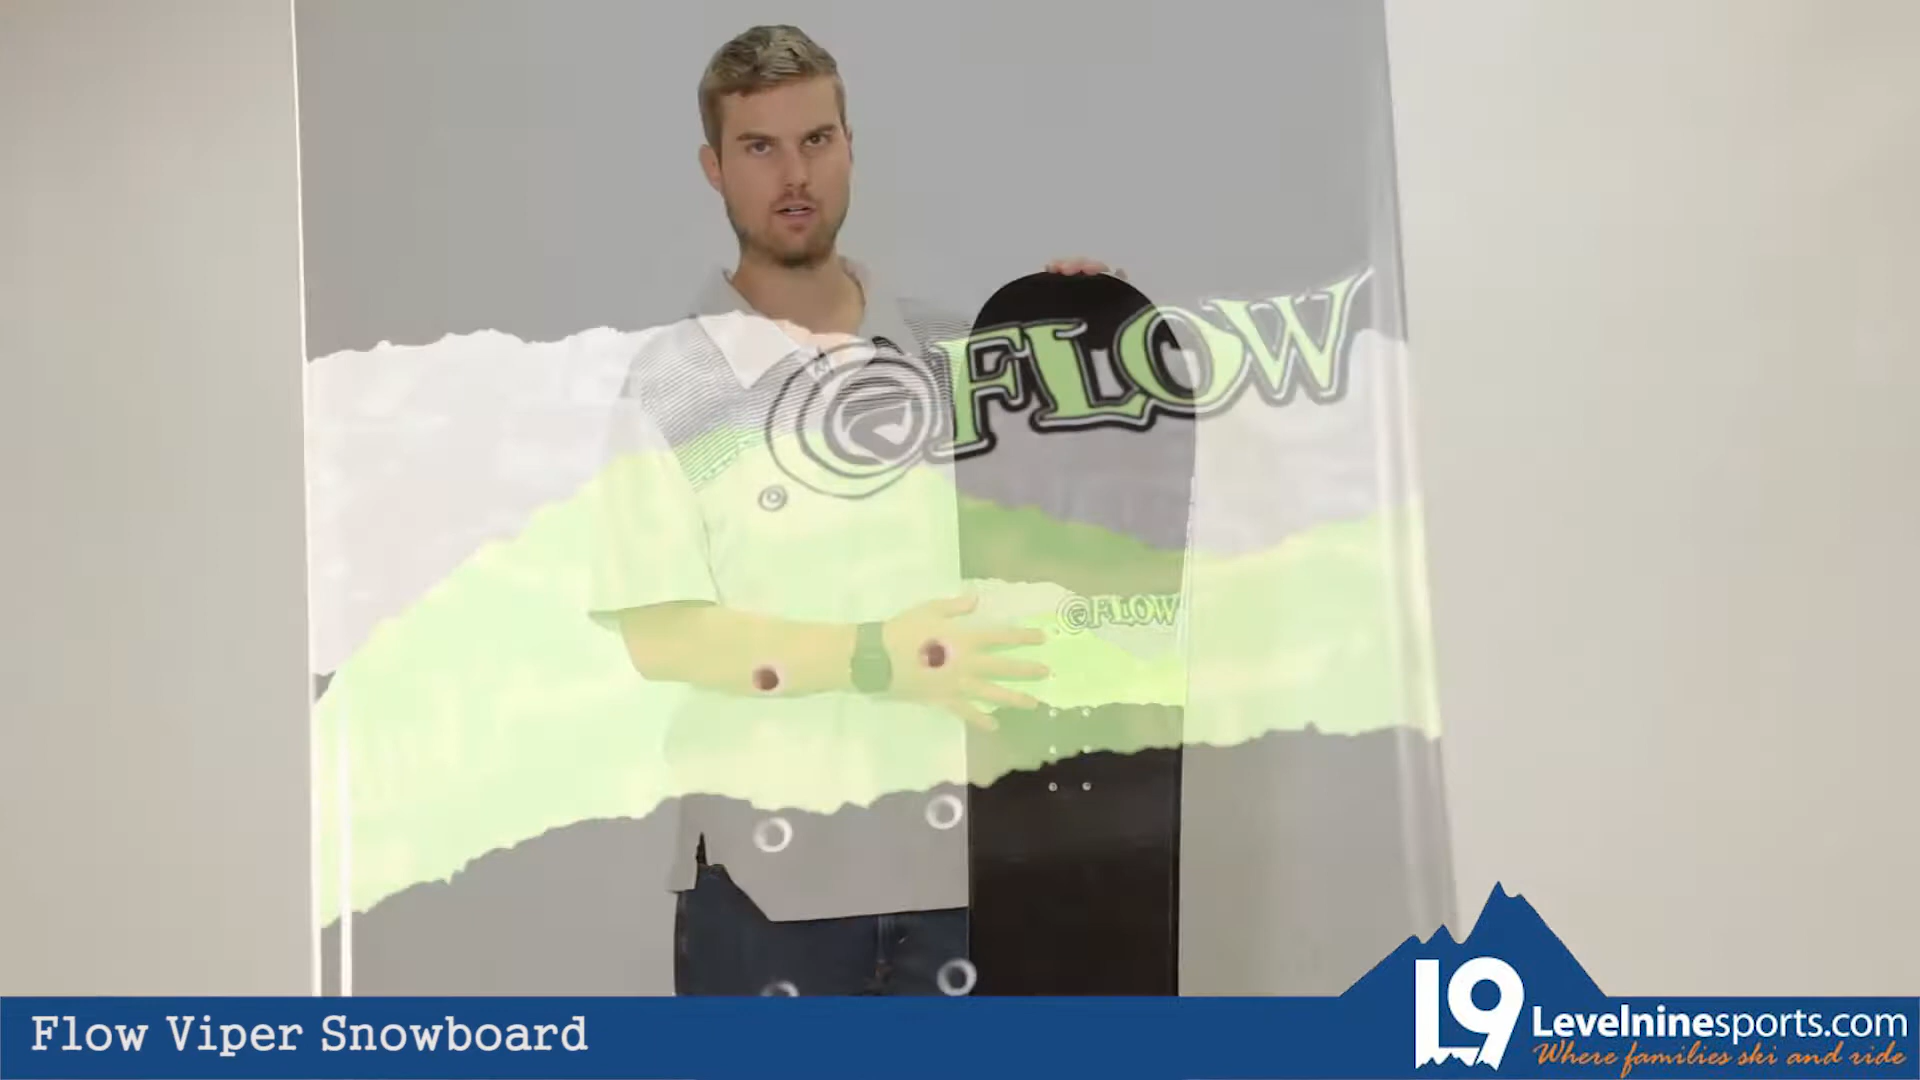 @FLOW
@FLOW
Flow Viper Snowboard
L9
Levelninesports.com
Where families ski and ride